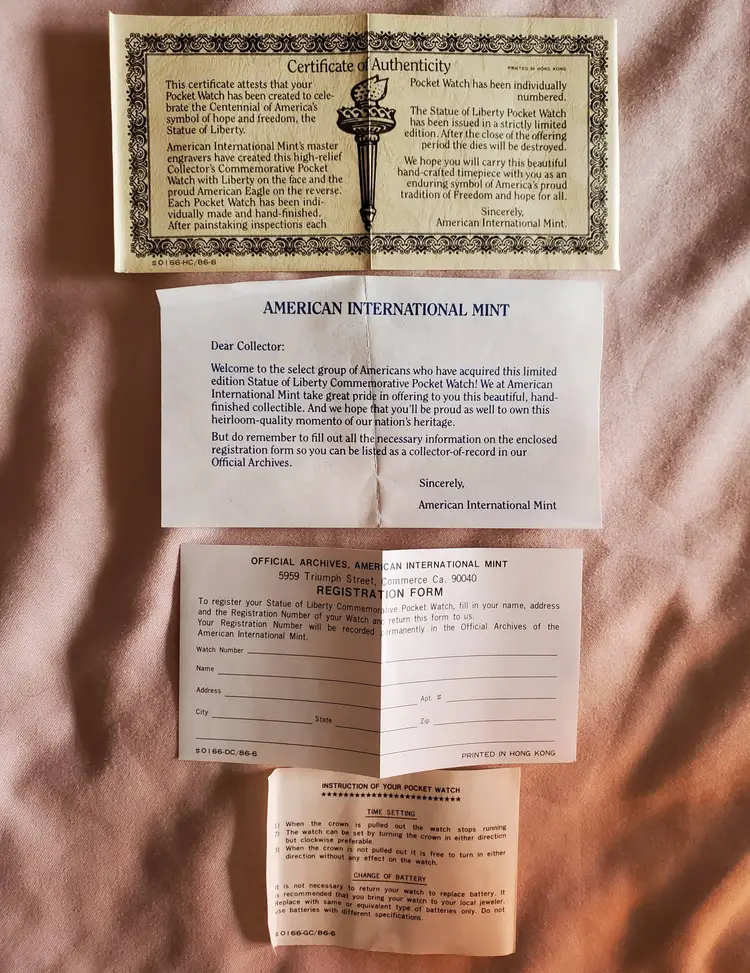 Certificate of Authenticity
PRINTED IN HONG KONG
This certificate attests that your
Pocket Watch has been created to cele-
brate the Centennial of America's
symbol of hope and freedom, the
Statue of Liberty.
American International Mint's master
engravers have created this high-relief
Collector's Commemorative Pocket
Watch with Liberty on the face and the
proud American Eagle on the reverse.
Each Pocket Watch has been indi-
vidually made and hand-finished.
After painstaking inspections each
Pocket Watch has been individually
numbered.
The Statue of Liberty Pocket Watch
has been issued in a strictly limited
edition. After the close of the offering
period the dies will be destroyed.
We hope you will carry this beautiful
hand-crafted timepiece with you as an
enduring symbol of America's proud
tradition of Freedom and hope for all.
Sincerely,
American International Mint.
S0166-HC/86-6
AMERICAN INTERNATIONAL MINT
Dear Collector:
Welcome to the select group of Americans who have acquired this limited
edition Statue of Liberty Commemorative Pocket Watch! We at American
International Mint take great pride in offering to you this beautiful, hand-
finished collectible. And we hope that you'll be proud as well to own this
heirloom-quality momento of our nation's heritage.
But do remember to fill out all the necessary information on the enclosed
registration form so you can be listed as a collector-of-record in our
Official Archives.
Sincerely,
American International Mint
OFFICIAL ARCHIVES, AMERICAN INTERNATIONAL MINT
5959 Triumph Street, Commerce Ca. 90040
REGISTRATION FORM
To register your Statue of Liberty Commemorative Pocket Watch, fill in your name, address
and the Registration Number of your Watch and return this form to us.
Your Registration Number will be recorded permanently in the Official Archives of the
American International Mint.
Watch Number
Name
Address Apt. #
City State Zip
S0166-DC/86-6 PRINTED IN HONG KONG
INSTRUCTION OF YOUR POCKET WATCH
**************************
TIME SETTING
1) When the crown is pulled out the watch stops running
2) The watch can be set by turning the crown in either direction
but clockwise preferable.
3) When the crown is not pulled out it is free to turn in either
direction without any effect on the watch.
CHANGE OF BATTERY
It is not necessary to return your watch to replace battery. It
is recommended that you bring your watch to your local jeweler.
Replace with same or equivalent type of batteries only. Do not
use batteries with different specifications.
S0166-GC/86-6